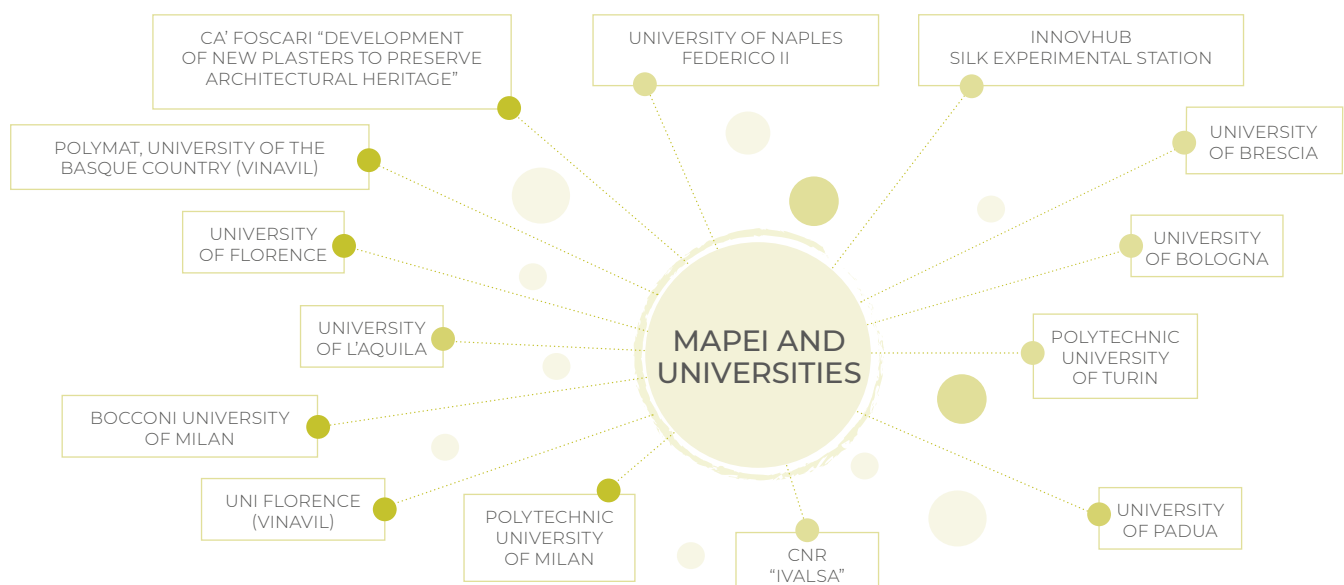 CA’ FOSCARI “DEVELOPMENT
OF NEW PLASTERS TO PRESERVE
ARCHITECTURAL HERITAGE”
UNIVERSITY OF NAPLES
FEDERICO II
INNOVHUB
SILK EXPERIMENTAL STATION
POLYMAT, UNIVERSITY OF THE
BASQUE COUNTRY (VINAVIL)
UNIVERSITY
OF BRESCIA
UNIVERSITY
OF FLORENCE
UNIVERSITY
OF BOLOGNA
UNIVERSITY
OF L’AQUILA
MAPEI AND
UNIVERSITIES
POLYTECHNIC
UNIVERSITY
OF TURIN
BOCCONI UNIVERSITY
OF MILAN
UNI FLORENCE
(VINAVIL)
POLYTECHNIC
UNIVERSITY
OF MILAN
CNR
“IVALSA”
UNIVERSITY
OF PADUA